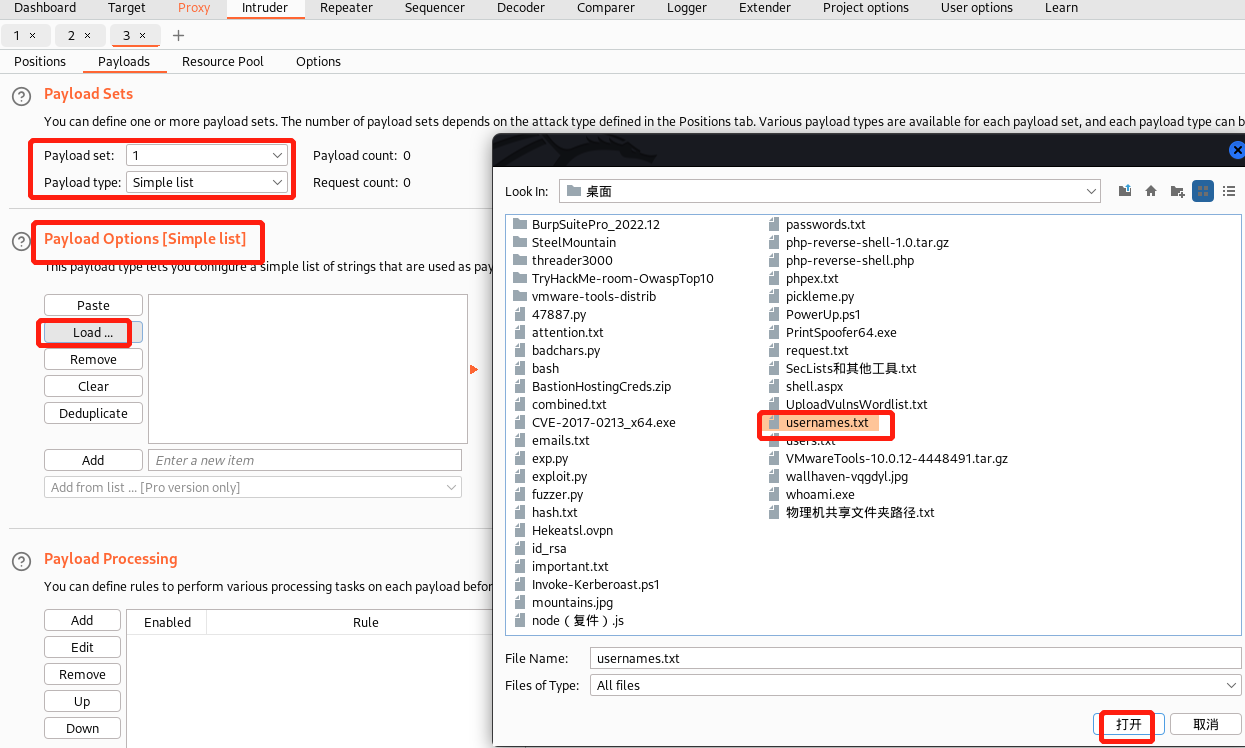 Dashboard Target Proxy Intruder Repeater Sequencer Decoder Comparer Logger Extender Project options User options Learn
1 × 2 × 3 × +
Positions Payloads Resource Pool Options
? Payload Sets
You can define one or more payload sets. The number of payload sets depends on the attack type defined in the Positions tab. Various payload types are available for each payload set, and each payload type can b
Payload set: 1 Payload count: 0
Payload type: Simple list Request count: 0
? Payload Options [Simple list]
This payload type lets you configure a simple list of strings that are used as pay
Paste
Load ...
Remove
Clear
Deduplicate
Add Enter a new item
Add from list ... [Pro version only]
? Payload Processing
You can define rules to perform various processing tasks on each payload befor
Add
Edit
Remove
Up
Down
Enabled Rule
Look In: 桌面
BurpSuitePro_2022.12
SteelMountain
threader3000
TryHackMe-room-OwaspTop10
vmware-tools-distrib
47887.py
attention.txt
badchars.py
bash
BastionHostingCreds.zip
combined.txt
CVE-2017-0213_x64.exe
emails.txt
exp.py
exploit.py
fuzzer.py
hash.txt
Hekeatsl.ovpn
id_rsa
important.txt
Invoke-Kerberoast.ps1
mountains.jpg
node（复件）.js
passwords.txt
php-reverse-shell-1.0.tar.gz
php-reverse-shell.php
phpex.txt
pickleme.py
PowerUp.ps1
PrintSpoofer64.exe
request.txt
SecLists和其他工具.txt
shell.aspx
UploadVulnsWordlist.txt
usernames.txt
users.txt
VMwareTools-10.0.12-4448491.tar.gz
wallhaven-vqgdyl.jpg
whoami.exe
物理机共享文件夹路径.txt
File Name: usernames.txt
Files of Type: All files
打开 取消